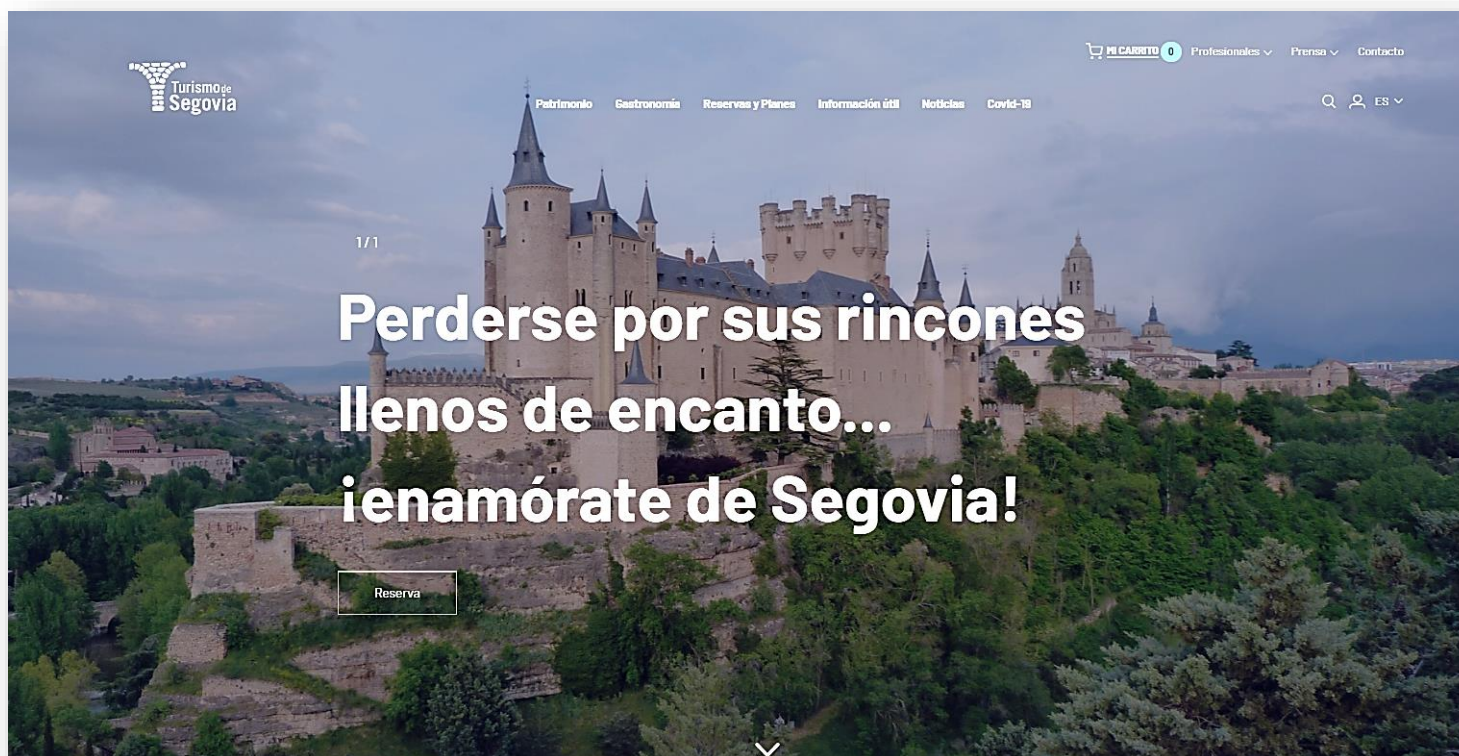 MI CARRITO 0 Profesionales Prensa Contacto
Turismo de
Segovia
Patrimonio Gastronomía Reservas y Planes Información útil Noticias Covid-19
ES
1/1
Perderse por sus rincones
llenos de encanto...
¡enamórate de Segovia!
Reserva